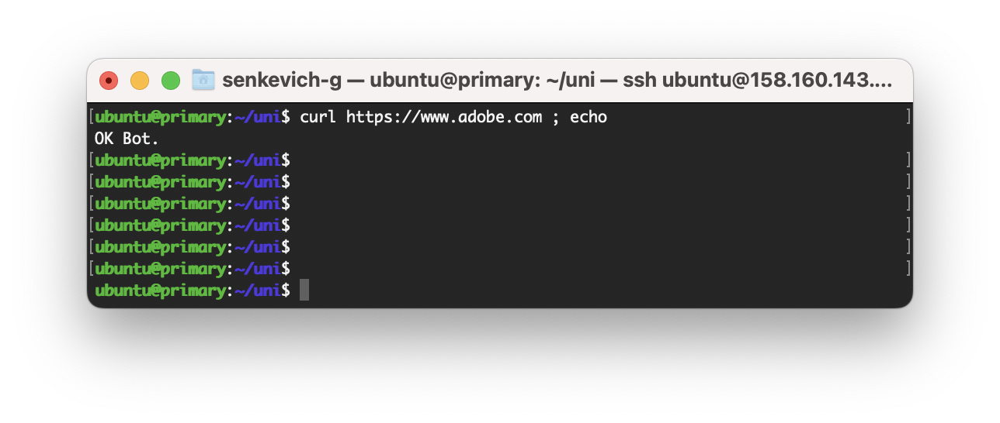 senkevich-g — ubuntu@primary: ~/uni — ssh ubuntu@158.160.143....
[ubuntu@primary:~/uni$ curl https://www.adobe.com ; echo ]
OK Bot.
[ubuntu@primary:~/uni$ ]
[ubuntu@primary:~/uni$ ]
[ubuntu@primary:~/uni$ ]
[ubuntu@primary:~/uni$ ]
[ubuntu@primary:~/uni$ ]
[ubuntu@primary:~/uni$ ]
ubuntu@primary:~/uni$